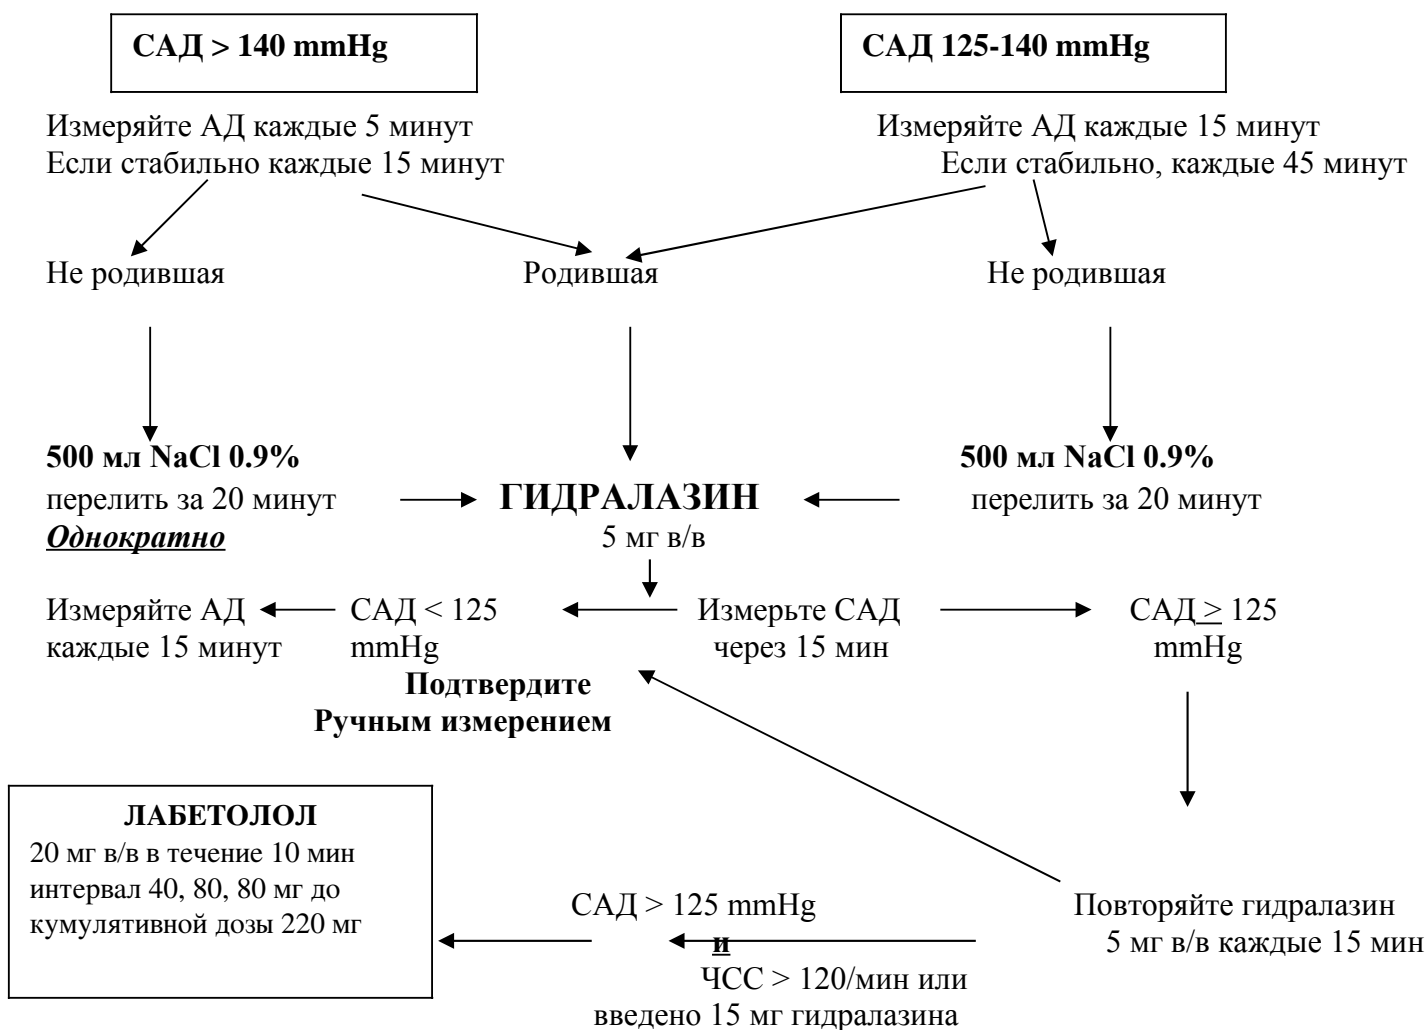 САД > 140 mmHg
САД 125-140 mmHg
Измеряйте АД каждые 5 минут
Если стабильно каждые 15 минут
Измеряйте АД каждые 15 минут
Если стабильно, каждые 45 минут
Не родившая
Родившая
Не родившая
500 мл NaCl 0.9%
перелить за 20 минут
Однократно
ГИДРАЛАЗИН
5 мг в/в
500 мл NaCl 0.9%
перелить за 20 минут
Измеряйте АД
каждые 15 минут
САД < 125
mmHg
Подтвердите
Ручным измерением
Измерьте САД
через 15 мин
САД > 125
mmHg
ЛАБЕТОЛОЛ
20 мг в/в в течение 10 мин
интервал 40, 80, 80 мг до
кумулятивной дозы 220 мг
САД > 125 mmHg
и
ЧСС > 120/мин или
введено 15 мг гидралазина
Повторяйте гидралазин
5 мг в/в каждые 15 мин